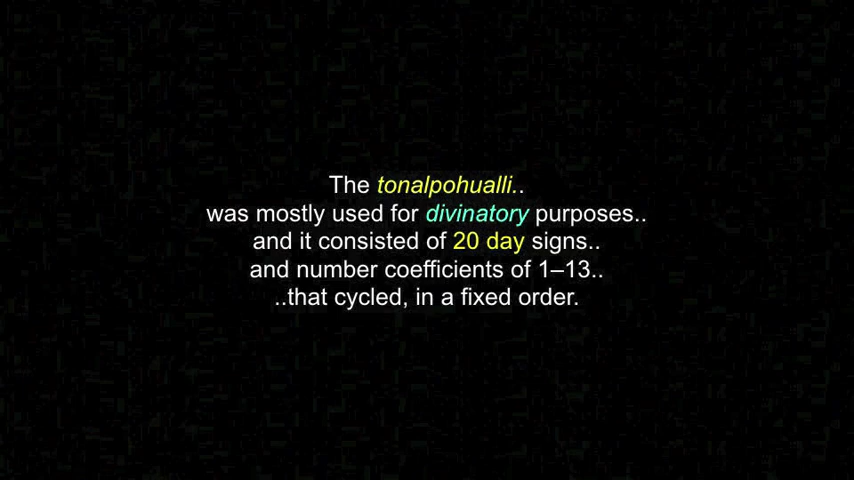 The tonalpohualli..
was mostly used for divinatory purposes..
and it consisted of 20 day signs..
and number coefficients of 1–13..
..that cycled, in a fixed order.